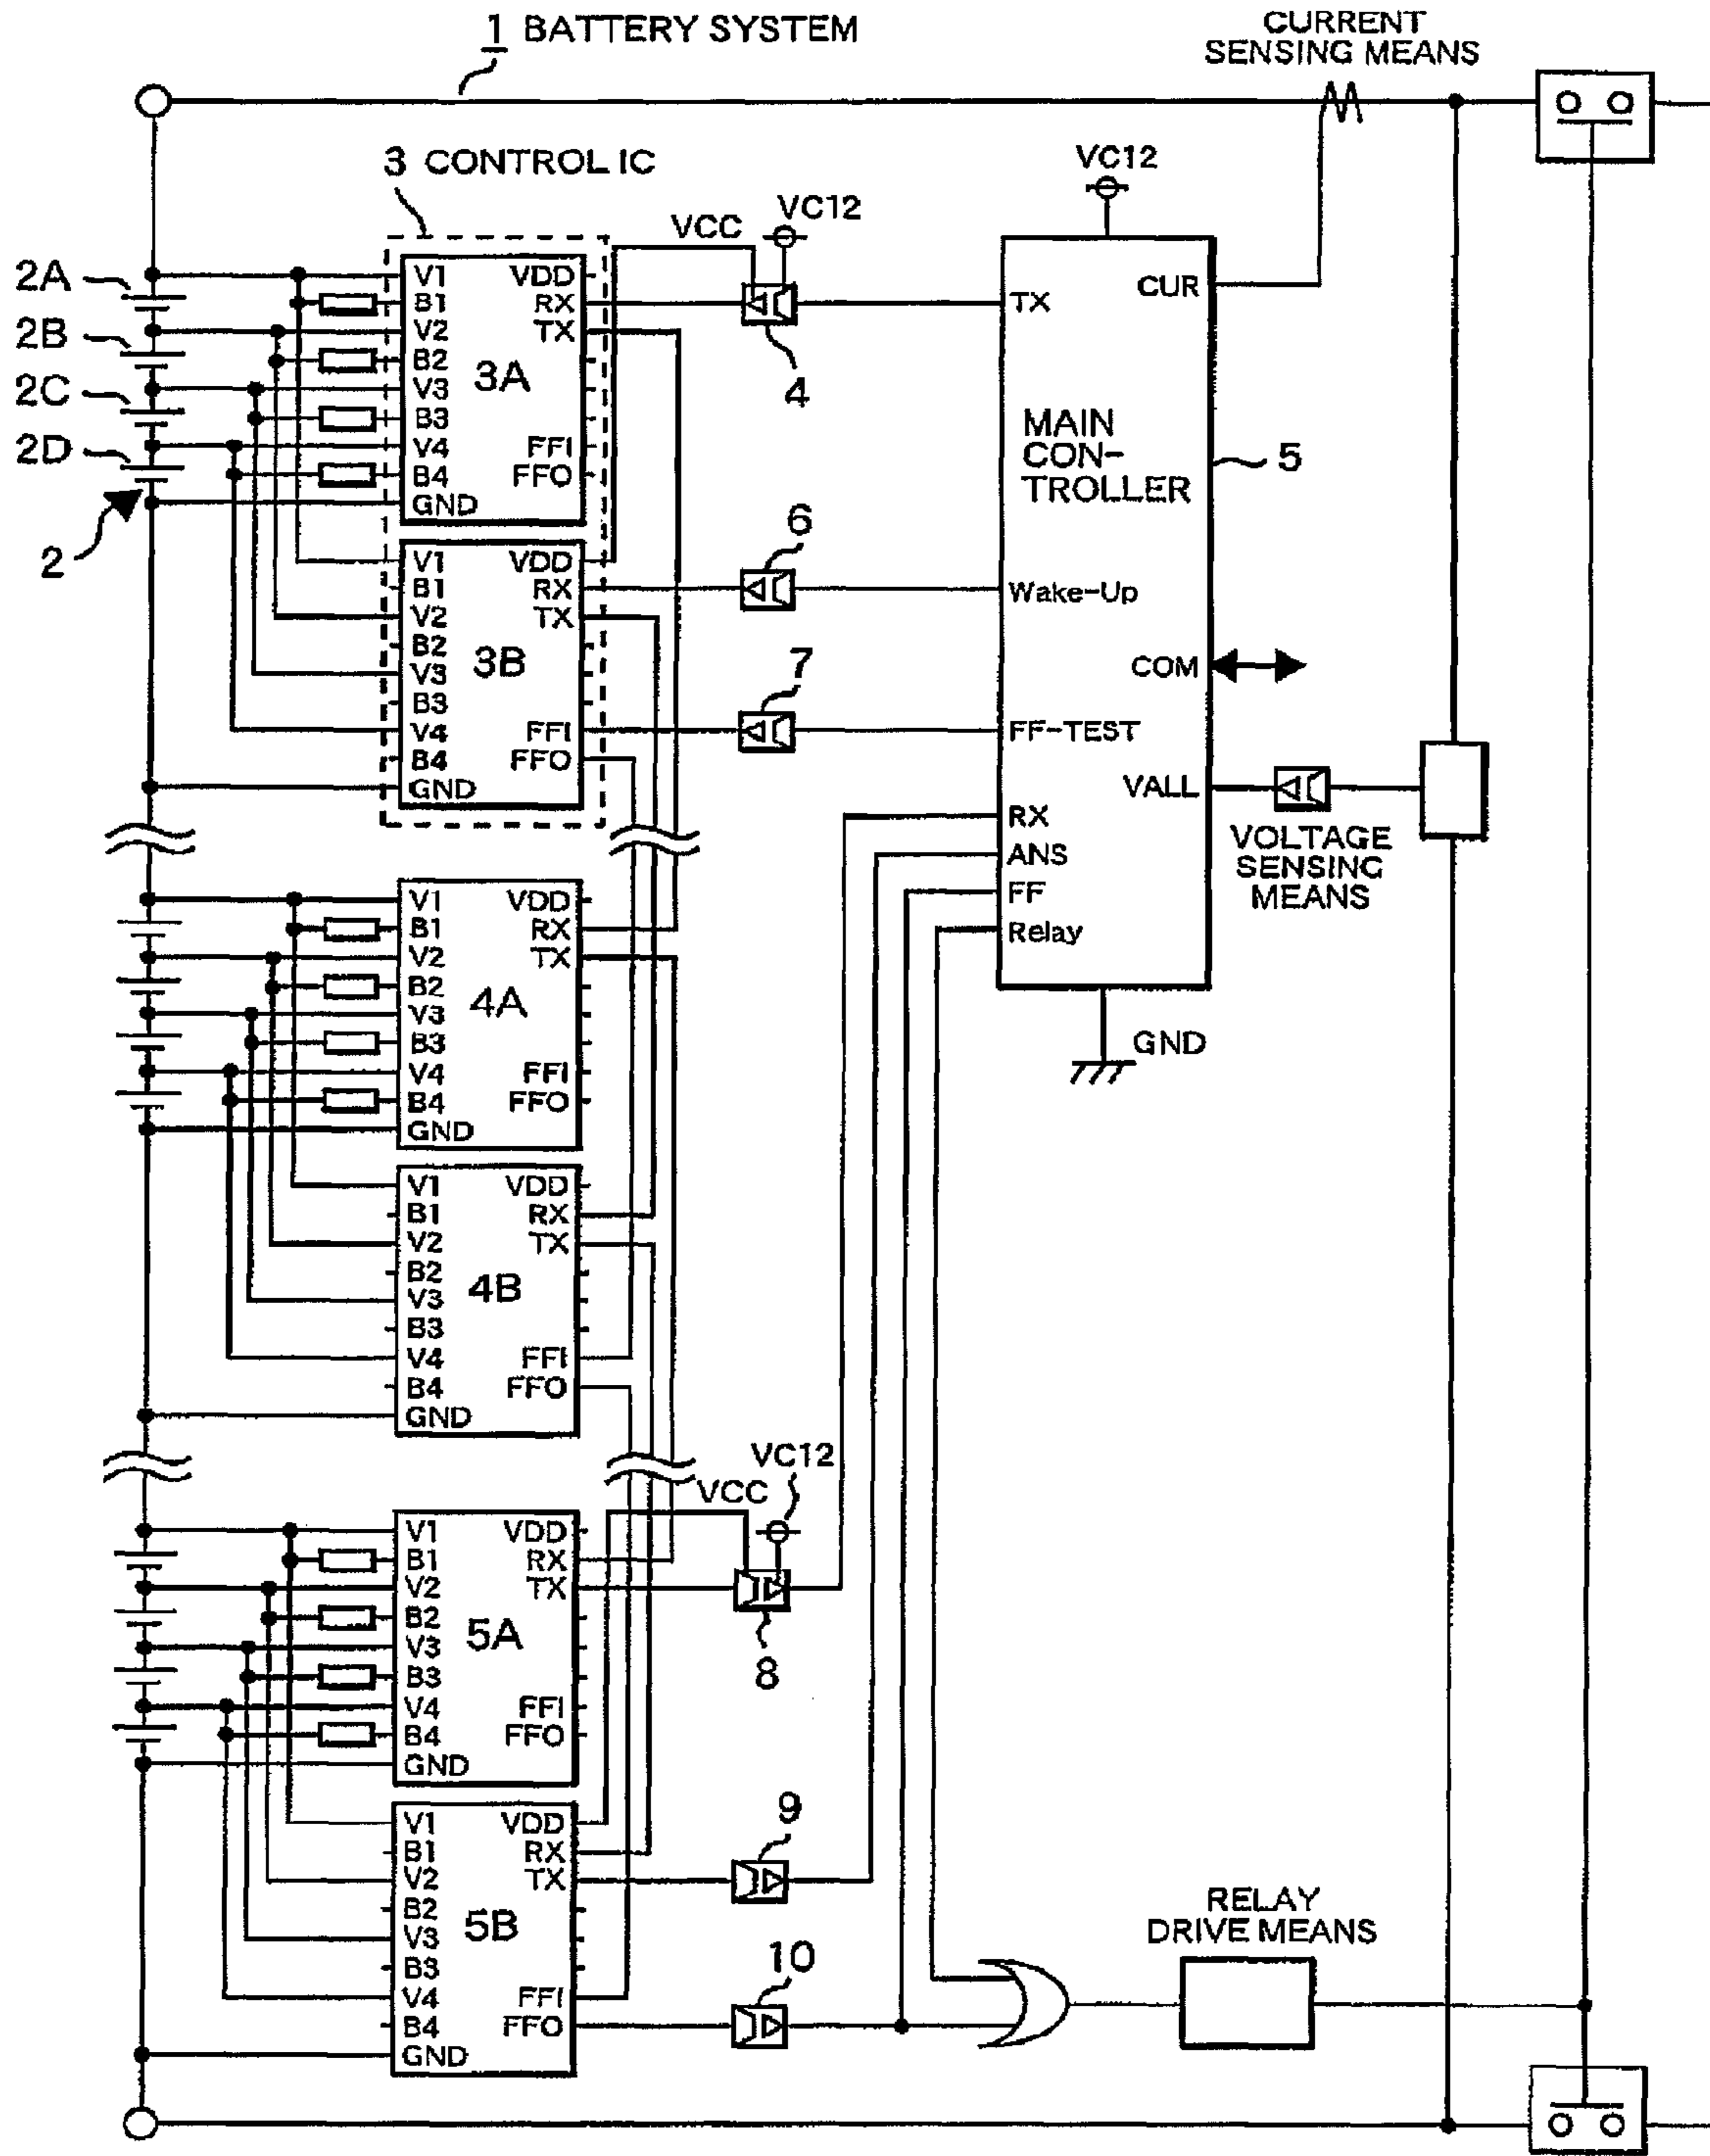 1 BATTERY SYSTEM
CURRENT
SENSING MEANS
3 CONTROL IC
VC12
VCC
VC12
2A
2B
2C
2D
2
V1 VDD
B1 RX
V2 TX
B2
V3
B3
V4 FFI
B4 FFO
GND
3A
V1 VDD
B1 RX
V2 TX
B2
V3
B3
V4 FFI
B4 FFO
GND
3B
4
6
7
TX
CUR
MAIN
CON-
TROLLER
5
Wake-Up
COM
FF-TEST
VALL
RX
ANS
FF
Relay
GND
VOLTAGE
SENSING
MEANS
V1 VDD
B1 RX
V2 TX
B2
V3
B3
V4 FFI
B4 FFO
GND
4A
V1 VDD
B1 RX
V2 TX
B2
V3
B3
V4 FFI
B4 FFO
GND
4B
VC12
VCC
V1 VDD
B1 RX
V2 TX
B2
V3
B3
V4 FFI
B4 FFO
GND
5A
8
V1 VDD
B1 RX
V2 TX
B2
V3
B3
V4 FFI
B4 FFO
GND
5B
9
10
RELAY
DRIVE MEANS